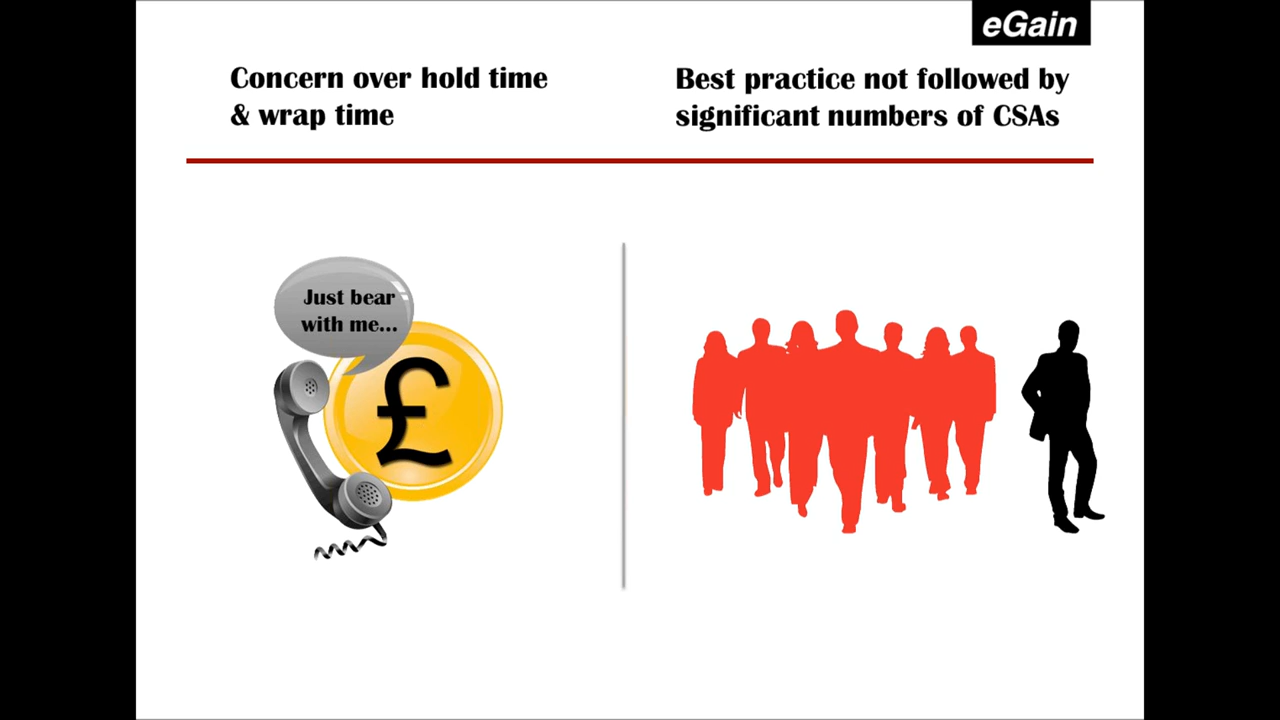 eGain
Concern over hold time
& wrap time
Best practice not followed by
significant numbers of CSAs
Just bear
with me...
£